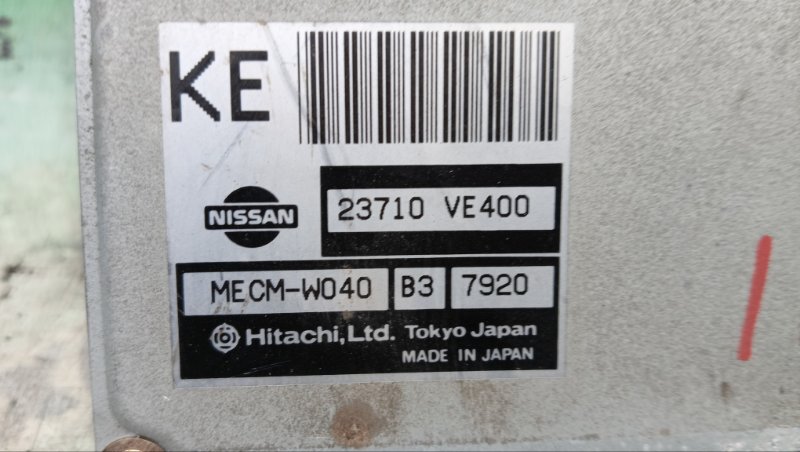 KE
NISSAN
23710 VE400
MECM-W040 B3 7920
Hitachi, Ltd. Tokyo Japan
MADE IN JAPAN